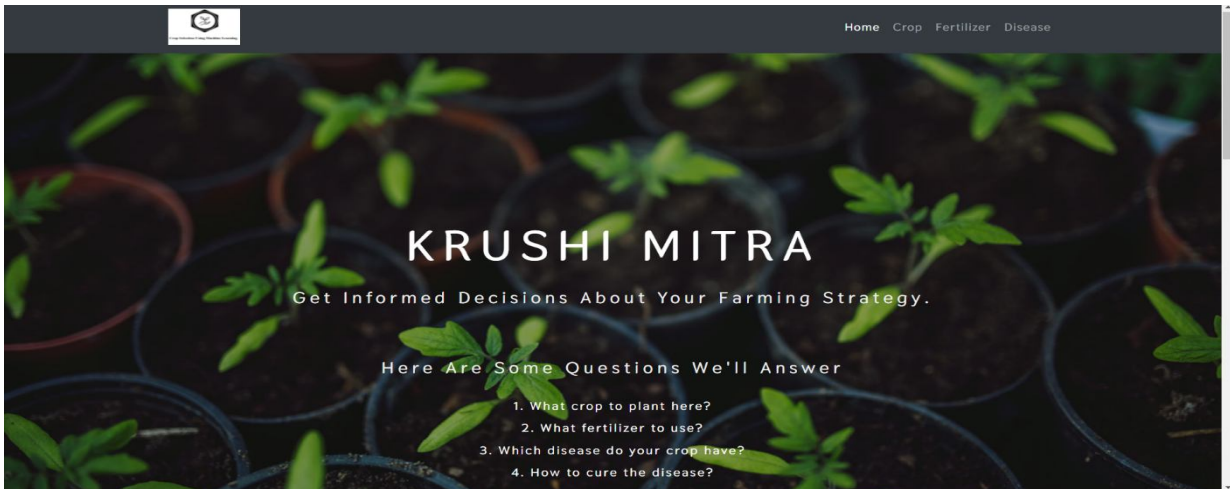 Home Crop Fertilizer Disease
KRUSHI MITRA
Get Informed Decisions About Your Farming Strategy.
Here Are Some Questions We'll Answer
1. What crop to plant here?
2. What fertilizer to use?
3. Which disease do your crop have?
4. How to cure the disease?